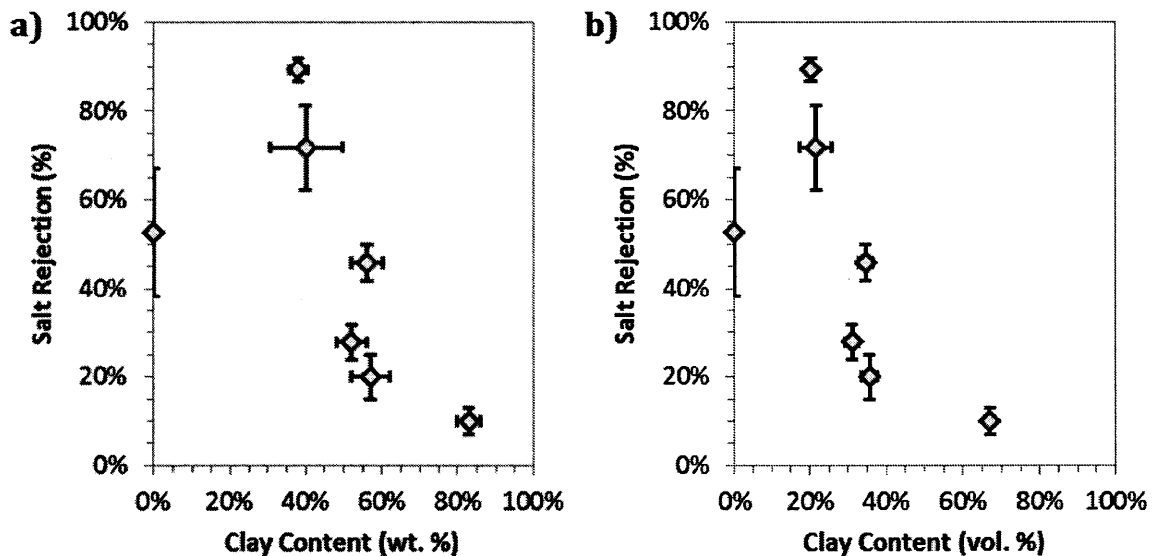 a)
100%
80%
60%
40%
20%
0%
Salt Rejection (%)
0% 20% 40% 60% 80% 100%
Clay Content (wt. %)
b)
100%
80%
60%
40%
20%
0%
Salt Rejection (%)
0% 20% 40% 60% 80% 100%
Clay Content (vol. %)